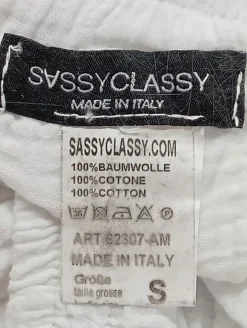 SASSYCLASSY
MADE IN ITALY
SASSYCLASSY.COM
100%BAUMWOLLE
100%COTONE
100%COTTON
ART 62307-AM
MADE IN ITALY
Größe
taille grosse
S